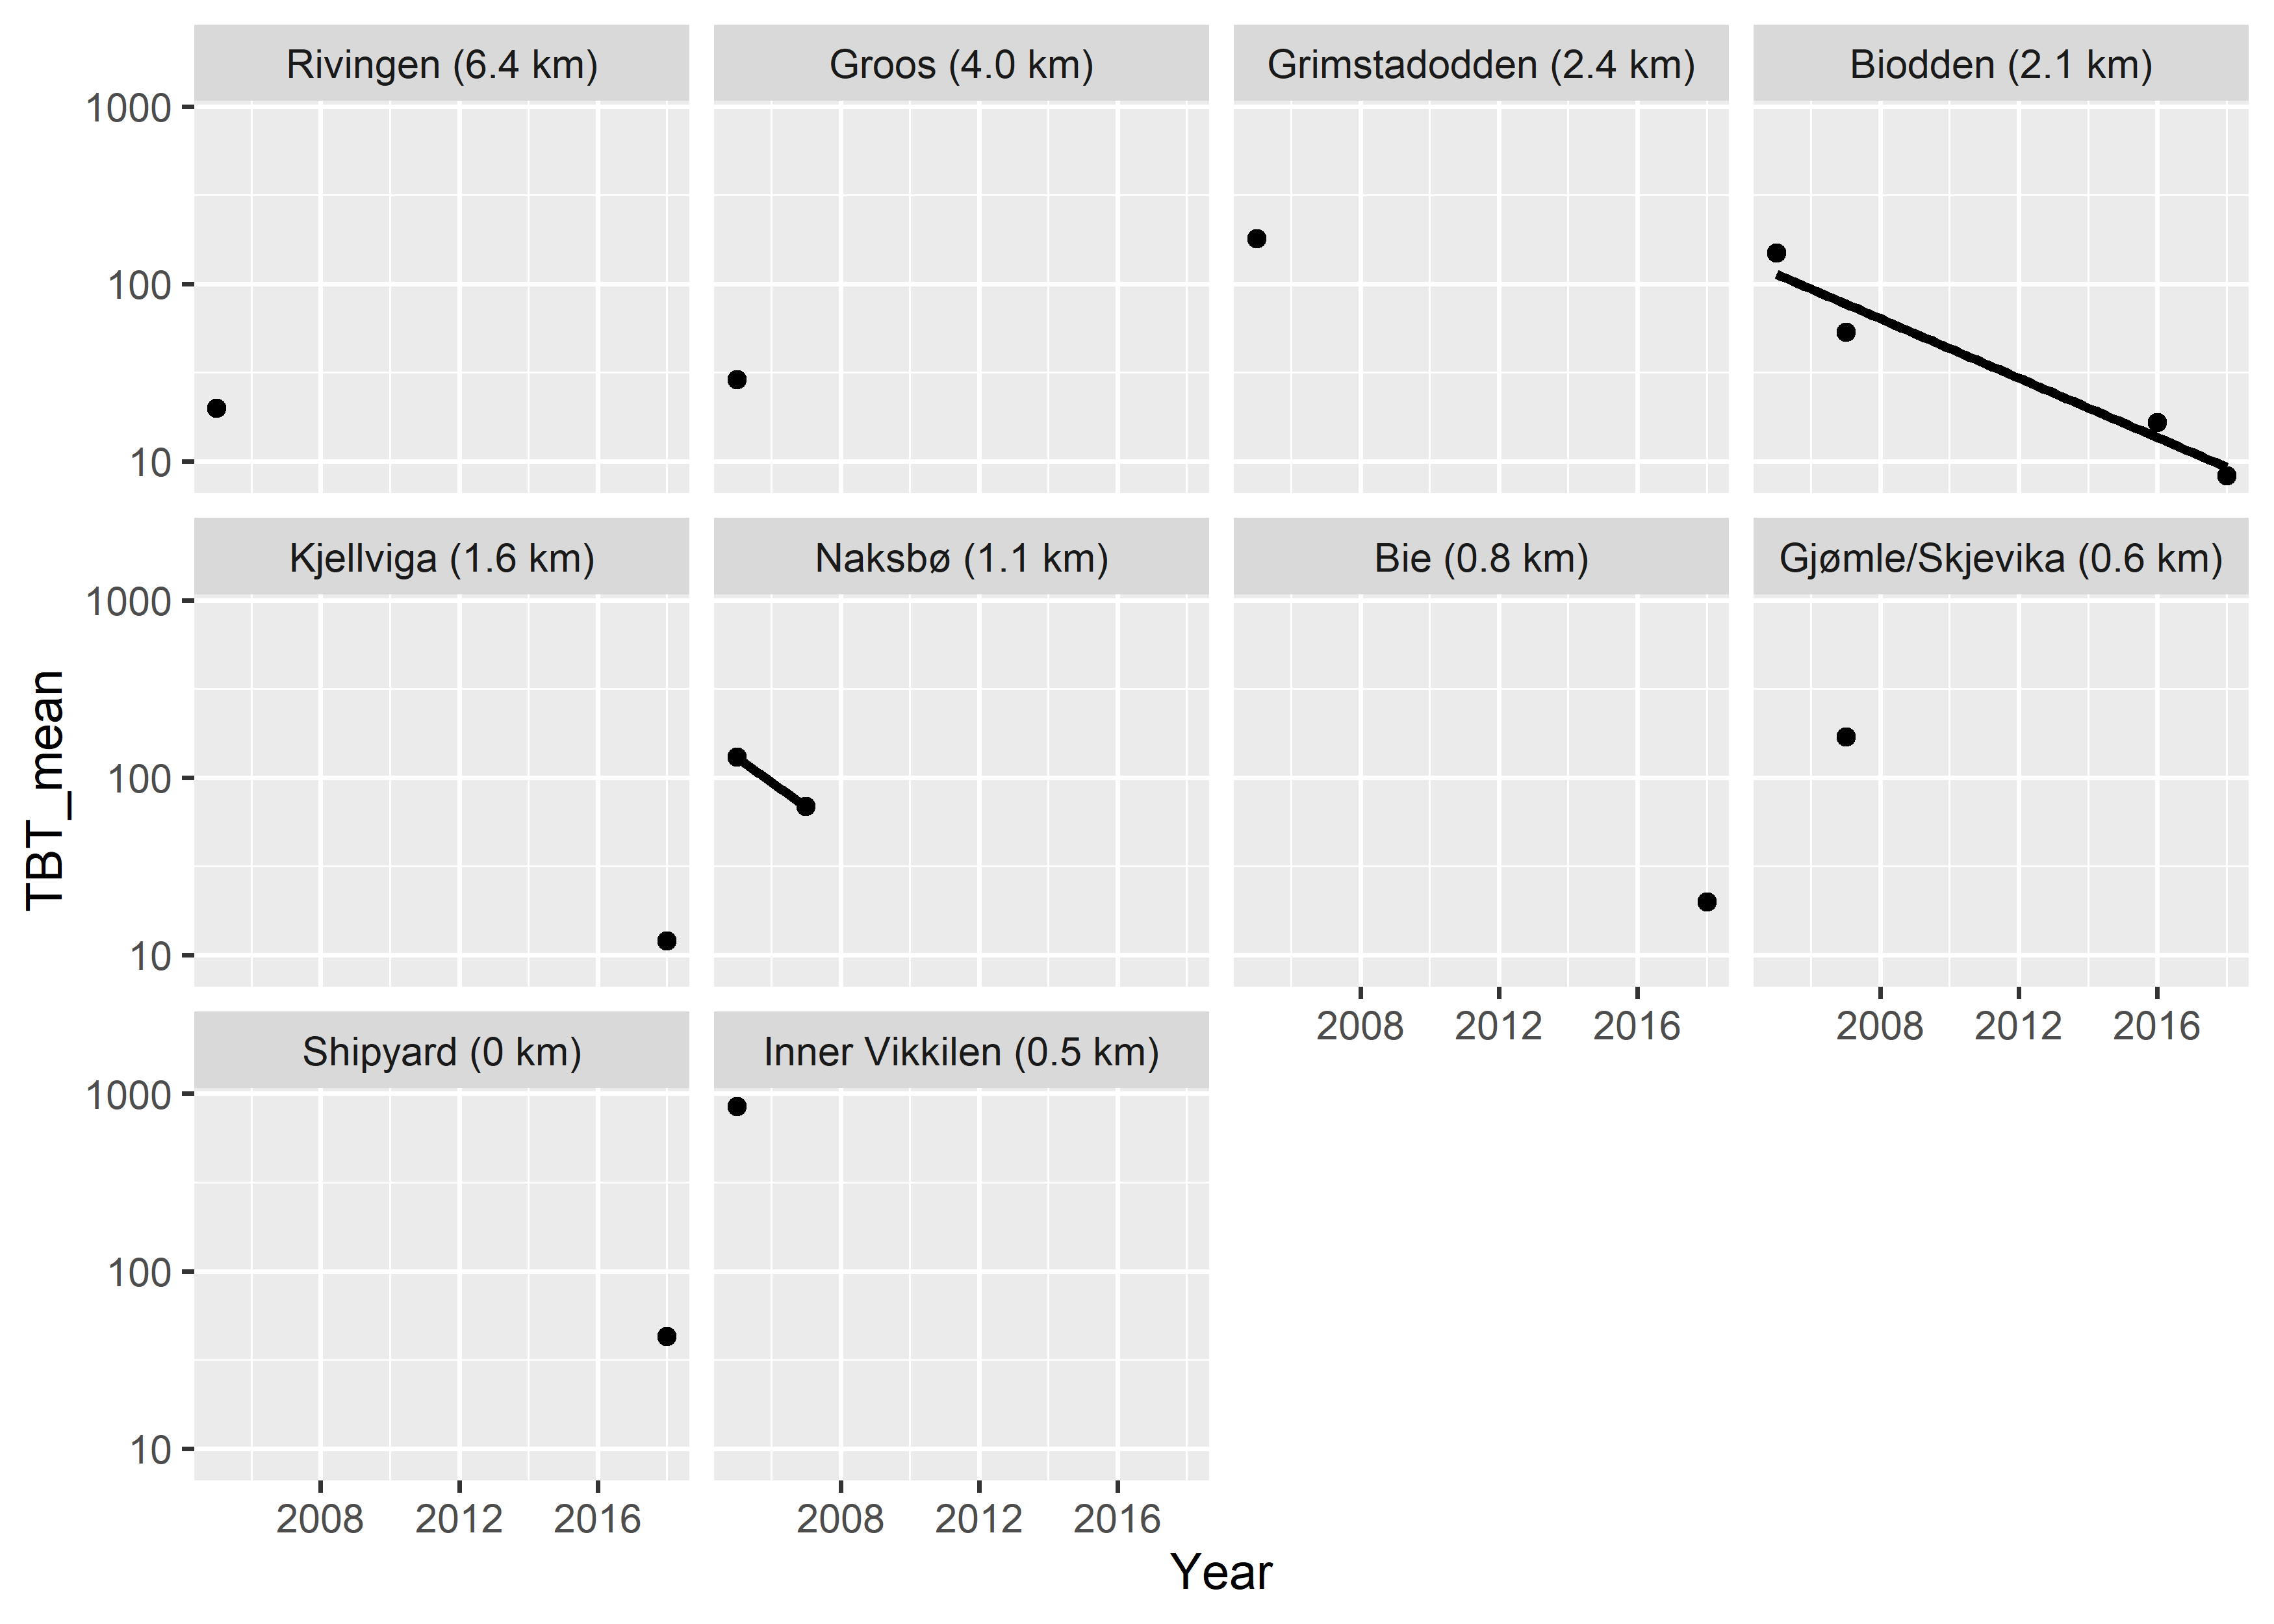 Rivingen (6.4 km) Groos (4.0 km) Grimstadodden (2.4 km) Biodden (2.1 km)
1000
100
10
Kjellviga (1.6 km) Naksbø (1.1 km) Bie (0.8 km) Gjømle/Skjevika (0.6 km)
1000
100
10
2008 2012 2016 2008 2012 2016
Shipyard (0 km) Inner Vikkilen (0.5 km)
1000
100
10
2008 2012 2016 2008 2012 2016
Year
TBT_mean